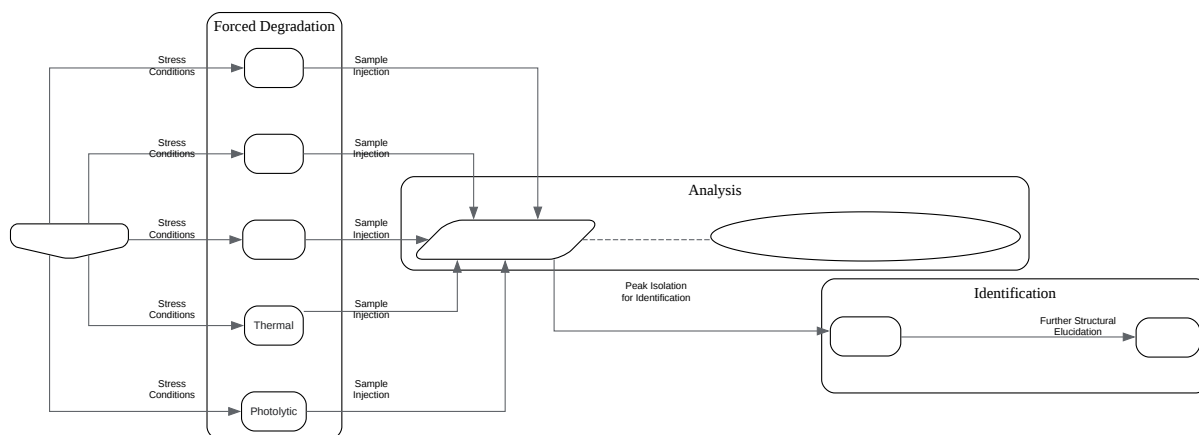 Forced Degradation
Stress
Conditions
Sample
Injection
Stress
Conditions
Sample
Injection
Analysis
Stress
Conditions
Sample
Injection
Peak Isolation
for Identification
Identification
Stress
Conditions
Thermal
Sample
Injection
Further Structural
Elucidation
Stress
Conditions
Photolytic
Sample
Injection